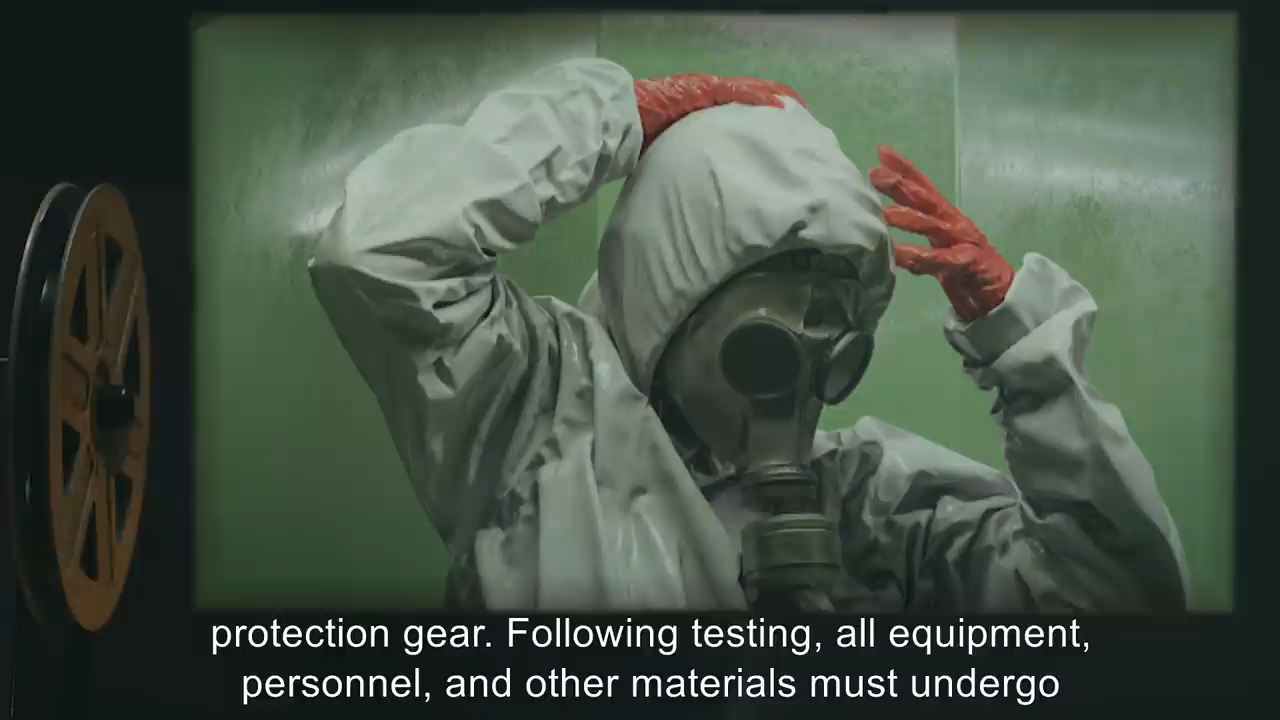 protection gear. Following testing, all equipment,
personnel, and other materials must undergo